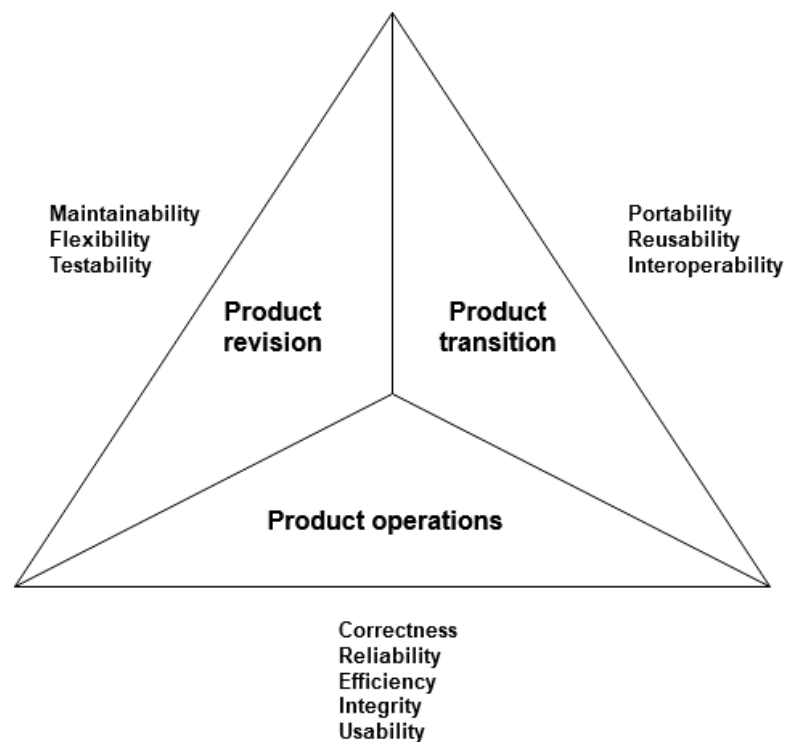 Maintainability
Flexibility
Testability
Portability
Reusability
Interoperability
Product
revision
Product
transition
Product operations
Correctness
Reliability
Efficiency
Integrity
Usability